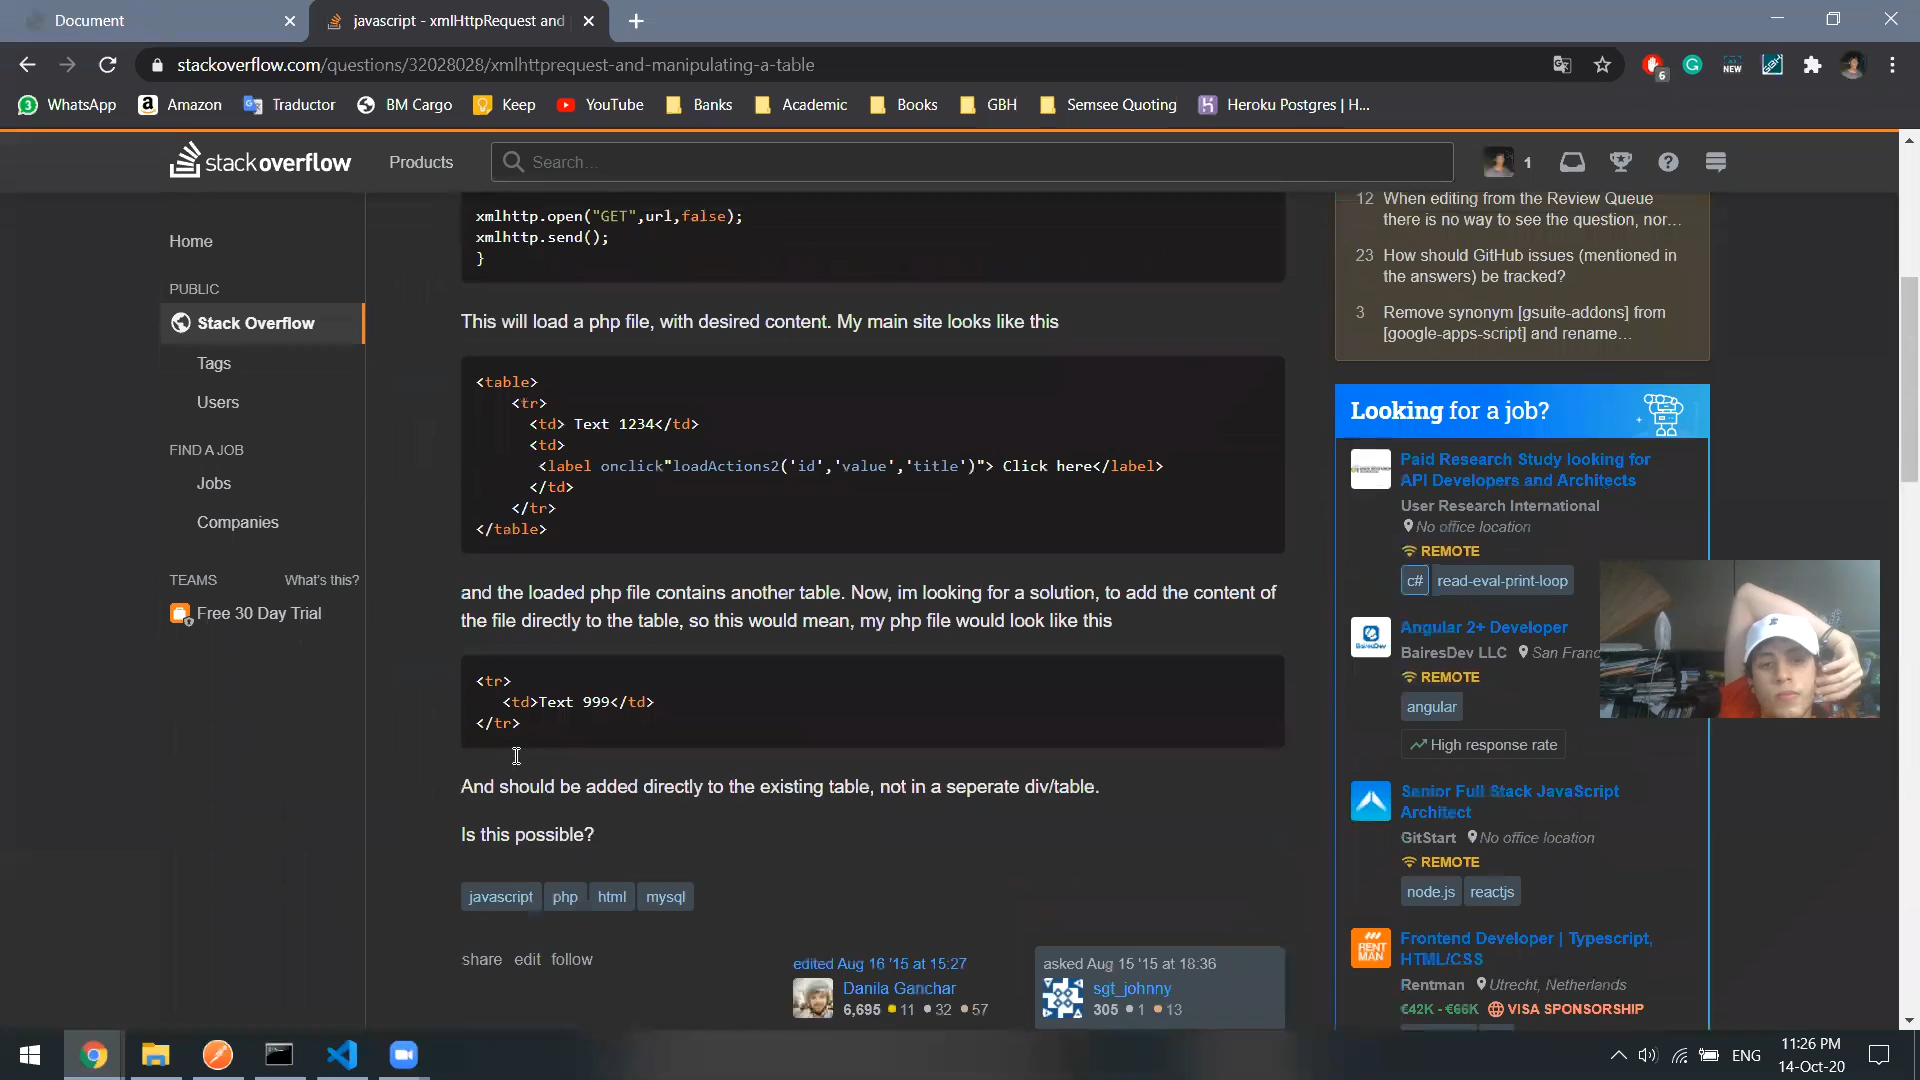 Document
javascript - xmlHttpRequest and
stackoverflow.com/questions/32028028/xmlhttprequest-and-manipulating-a-table
6
NEW
3 WhatsApp
a Amazon
Traductor
BM Cargo
Keep
YouTube
Banks
Academic
Books
GBH
Semsee Quoting
Heroku Postgres | H...
stackoverflow
Products
Search...
1
Home
PUBLIC
Stack Overflow
Tags
Users
FIND A JOB
Jobs
Companies
TEAMS What's this?
Free 30 Day Trial
xmlhttp.open("GET",url,false);
xmlhttp.send();
}
This will load a php file, with desired content. My main site looks like this
<table>
<tr>
<td> Text 1234</td>
<td>
<label onclick"loadActions2('id','value','title')"> Click here</label>
</td>
</tr>
</table>
and the loaded php file contains another table. Now, im looking for a solution, to add the content of
the file directly to the table, so this would mean, my php file would look like this
<tr>
<td>Text 999</td>
</tr>
And should be added directly to the existing table, not in a seperate div/table.
Is this possible?
javascript php html mysql
share edit follow
edited Aug 16 '15 at 15:27
Danila Ganchar
6,695 11 32 57
asked Aug 15 '15 at 18:36
sgt_johnny
305 1 13
12 When editing from the Review Queue
there is no way to see the question, nor...
23 How should GitHub issues (mentioned in
the answers) be tracked?
3 Remove synonym [gsuite-addons] from
[google-apps-script] and rename...
Looking for a job?
Paid Research Study looking for
API Developers and Architects
User Research International
No office location
REMOTE
c# read-eval-print-loop
Angular 2+ Developer
BairesDev LLC San Franc
REMOTE
angular
High response rate
Senior Full Stack JavaScript
Architect
GitStart No office location
REMOTE
node.js reactjs
RENT
MAN
Frontend Developer | Typescript,
HTML/CSS
Rentman Utrecht, Netherlands
€42K - €66K VISA SPONSORSHIP
ENG
11:26 PM
14-Oct-20